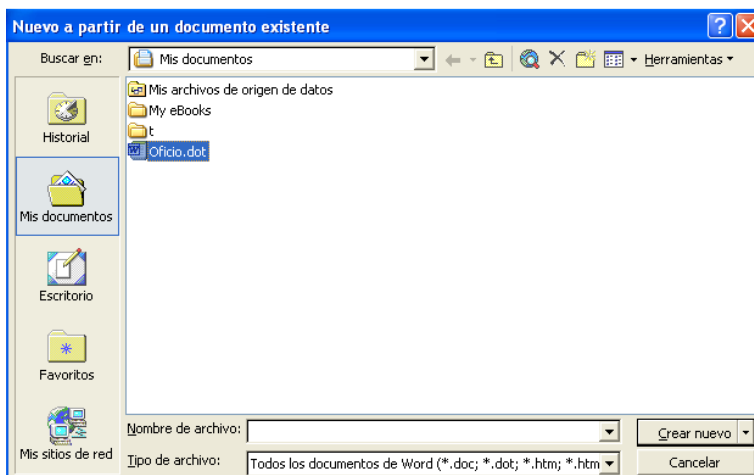 Nuevo a partir de un documento existente
Buscar en:
Mis documentos
Herramientas
Historial
Mis documentos
Escritorio
Favoritos
Mis sitios de red
Mis archivos de origen de datos
My eBooks
t
Oficio.dot
Nombre de archivo:
Crear nuevo
Tipo de archivo:
Todos los documentos de Word (*.doc; *.dot; *.htm; *.htm
Cancelar